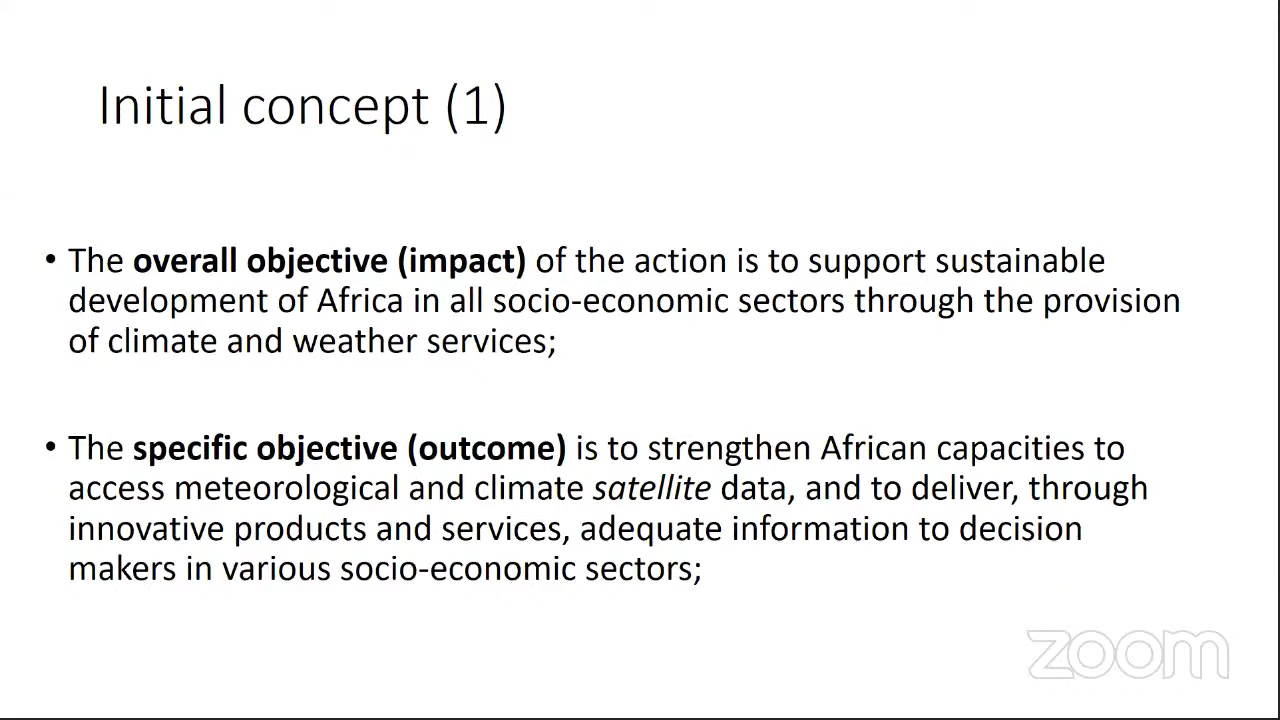 Initial concept (1)
• The overall objective (impact) of the action is to support sustainable
development of Africa in all socio-economic sectors through the provision
of climate and weather services;
• The specific objective (outcome) is to strengthen African capacities to
access meteorological and climate satellite data, and to deliver, through
innovative products and services, adequate information to decision
makers in various socio-economic sectors;
zoom